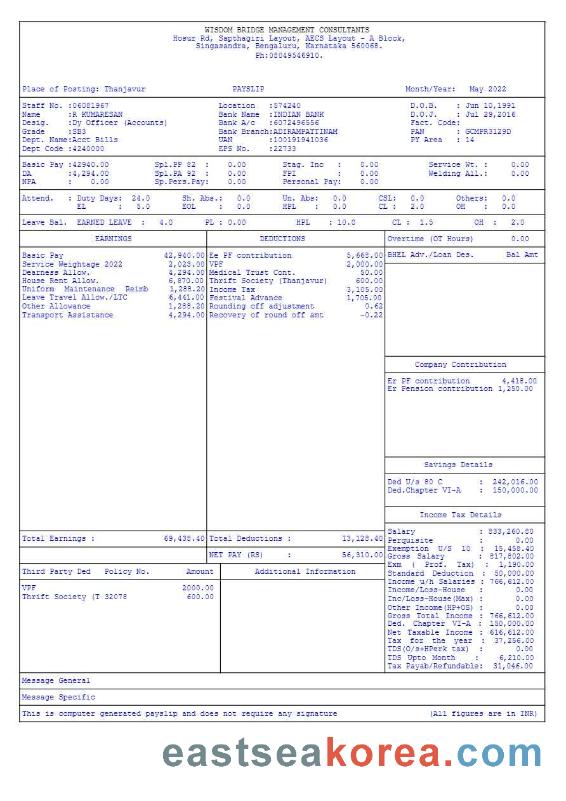 WISDOM BRIDGE MANAGEMENT CONSULTANTS
Hosur Rd, Sapthagiri Layout, AECS Layout - A Block,
Singasandra, Bengaluru, Karnataka 560068.
Ph:08049546910.
Place of Posting: Thanjavur PAYSLIP Month/Year: May 2022
Staff No. :06081967 Location :574240 D.O.B. : Jun 10,1991
Name :R KUMARESAN Bank Name :INDIAN BANK D.O.J. : Jul 29,2016
Desig. :Dy Officer (Accounts) Bank A/c :6072496556 Fact. Code:
Grade :SB3 Bank Branch:ADIRAMPATTINAM PAN : GCMPR3129D
Dept. Name:Acct Bills UAN :100191941036 PY Area : 14
Dept Code :4240000 EPS No. :22733
Basic Pay :42940.00 Spl.PP 82 : 0.00 Stag. Inc : 0.00 Service Wt. : 0.00
DA :4,294.00 Spl.PA 92 : 0.00 FPI : 0.00 Welding All.: 0.00
NPA : 0.00 Sp.Pers.Pay: 0.00 Personal Pay: 0.00
Attend. : Duty Days: 24.0 Sh. Abs.: 0.0 Un. Abs: 0.0 CSL: 0.0 Others: 0.0
EL : 5.0 EOL : 0.0 HPL : 0.0 CL : 2.0 OH : 0.0
Leave Bal. EARNED LEAVE : 4.0 PL : 0.00 HPL : 10.0 CL : 1.5 OH : 2.0
EARNINGS DEDUCTIONS Overtime (OT Hours) 0.00
Basic Pay 42,940.00 Ee PF contribution 5,668.00 BHEL Adv./Loan Des. Bal Amt
Service Weightage 2022 2,023.00 VPF 2,000.00
Dearness Allow. 4,294.00 Medical Trust Cont. 50.00
House Rent Allow. 6,870.00 Thrift Society (Thanjavur) 600.00
Uniform Maintenance Reimb 1,288.20 Income Tax 3,105.00
Leave Travel Allow./LTC 6,441.00 Festival Advance 1,705.00
Other Allowance 1,288.20 Rounding off adjustment 0.62
Transport Assistance 4,294.00 Recovery of round off amt -0.22
Company Contribution
Er PF contribution 4,418.00
Er Pension contribution 1,250.00
Savings Details
Ded U/s 80 C : 242,016.00
Ded.Chapter VI-A : 150,000.00
Income Tax Details
Total Earnings : 69,438.40 Total Deductions : 13,128.40
NET PAY (RS) : 56,310.00
Salary : 833,260.80
Perquisite : 0.00
Exemption U/S 10 : 15,458.40
Gross Salary : 817,802.00
Exm ( Prof. Tax) : 1,190.00
Standard Deduction : 50,000.00
Income u/h Salaries : 766,612.00
Income/Loss-House : 0.00
Inc/Loss-House(Max) : 0.00
Other Income(HP+OS) : 0.00
Gross Total Income : 766,612.00
Ded. Chapter VI-A : 150,000.00
Net Taxable Income : 616,612.00
Tax for the year : 37,256.00
TDS(O/s+HPerk tax) : 0.00
TDS Upto Month : 6,210.00
Tax Payab/Refundable: 31,046.00
Third Party Ded Policy No. Amount Additional Information
VPF 2000.00
Thrift Society (T 32078 600.00
Message General
Message Specific
This is computer generated payslip and does not require any signature (All figures are in INR)
eastseakorea.com